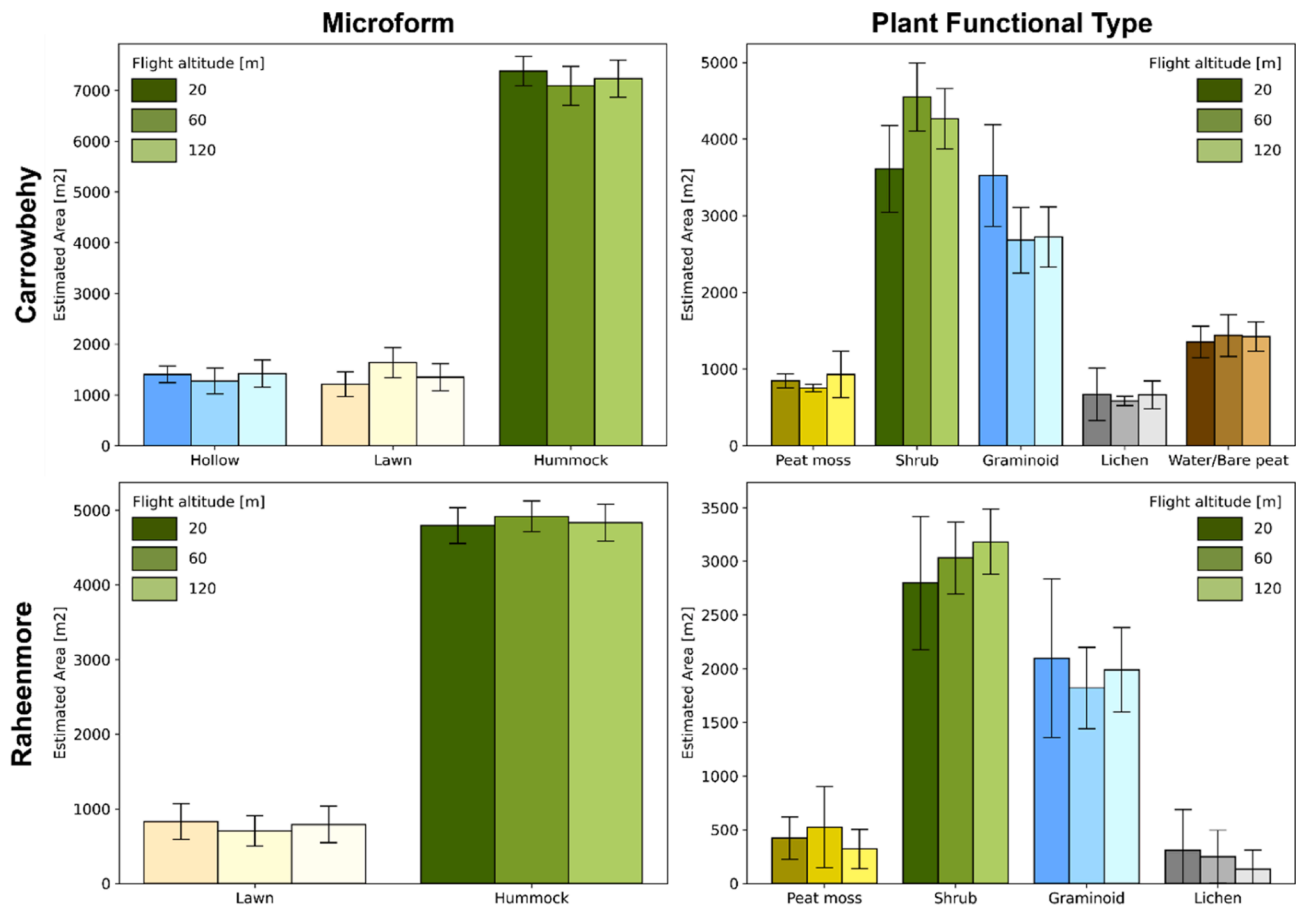 Microform
Plant Functional Type
Carrowbehy
Estimated Area [m2]
7000
6000
5000
4000
3000
2000
1000
0
Flight altitude [m]
20
60
120
Hollow Lawn Hummock
Estimated Area [m2]
5000
4000
3000
2000
1000
0
Flight altitude [m]
20
60
120
Peat moss Shrub Graminoid Lichen Water/Bare peat
Raheenmore
Estimated Area [m2]
5000
4000
3000
2000
1000
0
Flight altitude [m]
20
60
120
Lawn Hummock
Estimated Area [m2]
3500
3000
2500
2000
1500
1000
500
0
Flight altitude [m]
20
60
120
Peat moss Shrub Graminoid Lichen